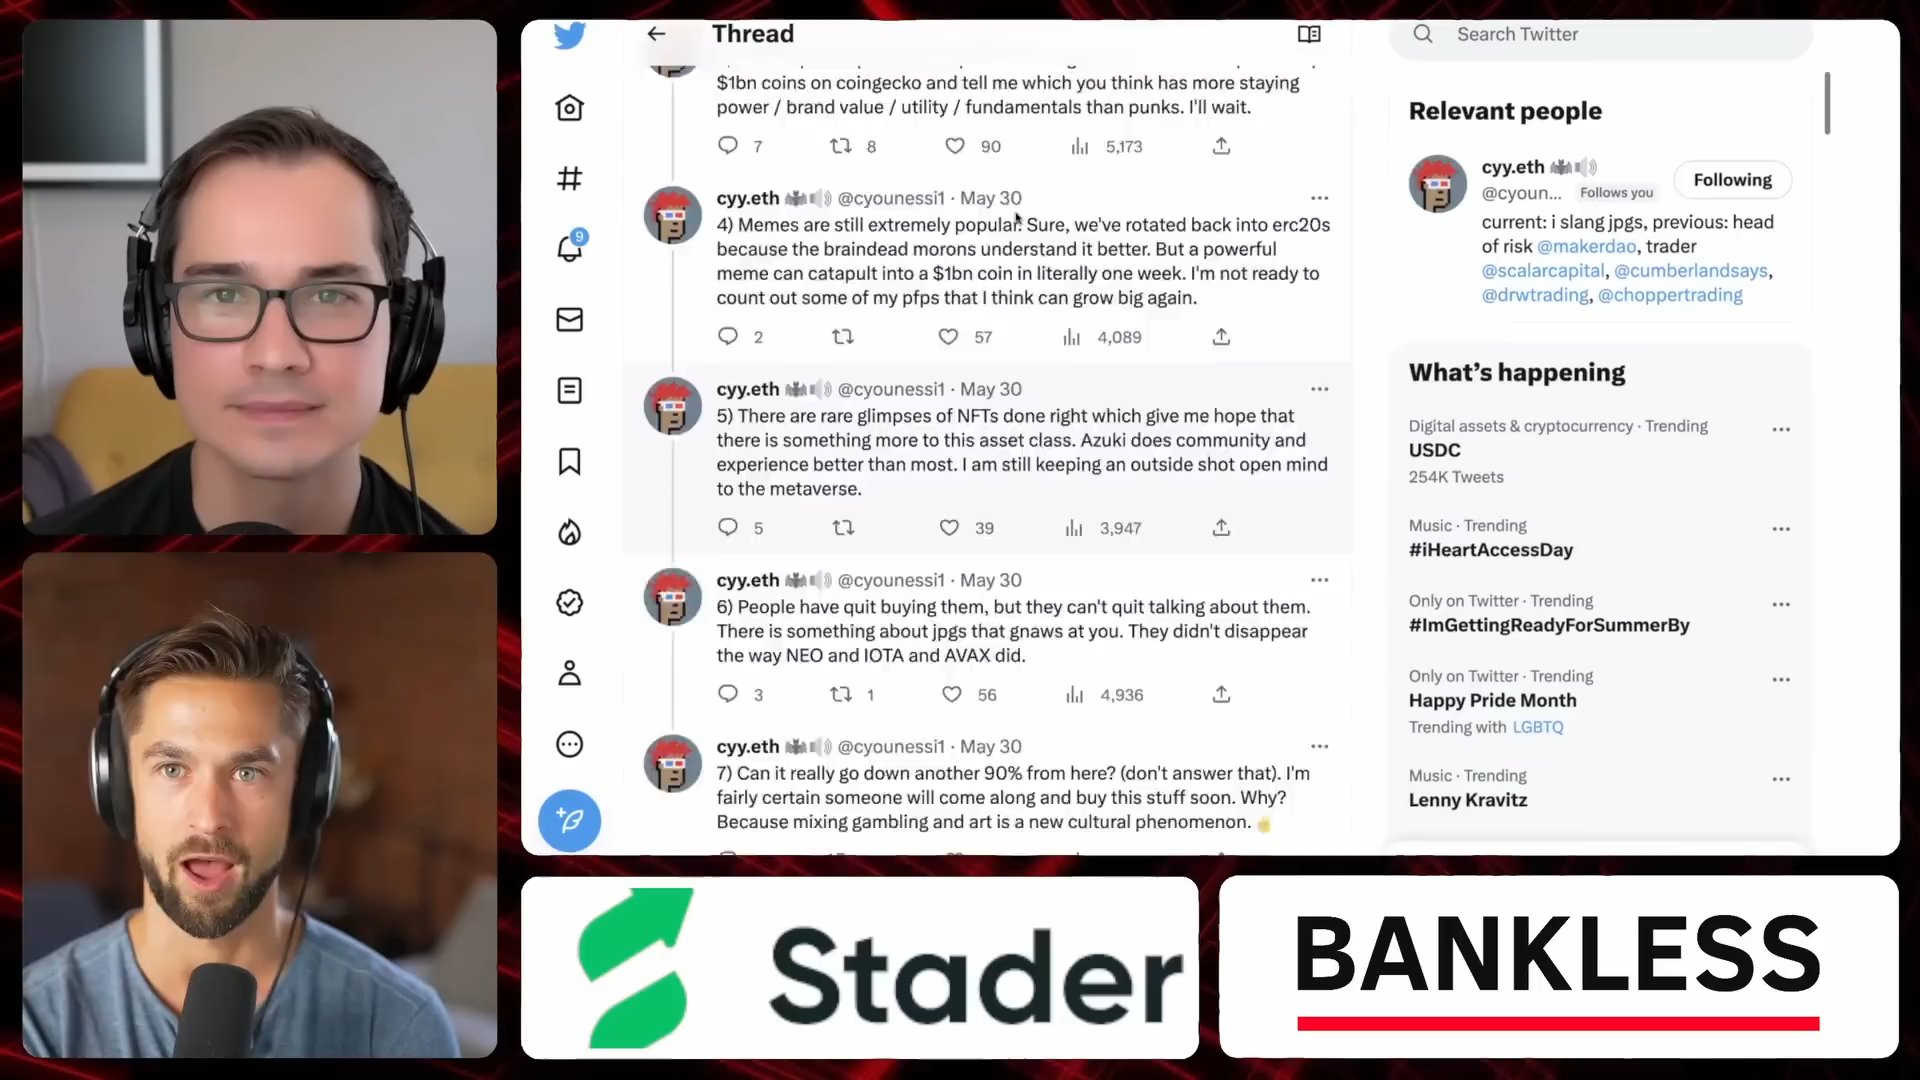 Thread
Search Twitter
$1bn coins on coingecko and tell me which you think has more staying
power / brand value / utility / fundamentals than punks. I'll wait.
7 8 90 5,173
cyy.eth @cyounessi1 · May 30
4) Memes are still extremely popular. Sure, we've rotated back into erc20s
because the braindead morons understand it better. But a powerful
meme can catapult into a $1bn coin in literally one week. I'm not ready to
count out some of my pfps that I think can grow big again.
2 57 4,089
cyy.eth @cyounessi1 · May 30
5) There are rare glimpses of NFTs done right which give me hope that
there is something more to this asset class. Azuki does community and
experience better than most. I am still keeping an outside shot open mind
to the metaverse.
5 39 3,947
cyy.eth @cyounessi1 · May 30
6) People have quit buying them, but they can't quit talking about them.
There is something about jpgs that gnaws at you. They didn't disappear
the way NEO and IOTA and AVAX did.
3 1 56 4,936
cyy.eth @cyounessi1 · May 30
7) Can it really go down another 90% from here? (don't answer that). I'm
fairly certain someone will come along and buy this stuff soon. Why?
Because mixing gambling and art is a new cultural phenomenon.
9
Relevant people
cyy.eth
@cyoun... Follows you
Following
current: i slang jpgs, previous: head
of risk @makerdao, trader
@scalarcapital, @cumberlandsays,
@drwtrading, @choppertrading
What's happening
Digital assets & cryptocurrency · Trending
USDC
254K Tweets
Music · Trending
#iHeartAccessDay
Only on Twitter · Trending
#ImGettingReadyForSummerBy
Only on Twitter · Trending
Happy Pride Month
Trending with LGBTQ
Music · Trending
Lenny Kravitz
Stader
BANKLESS